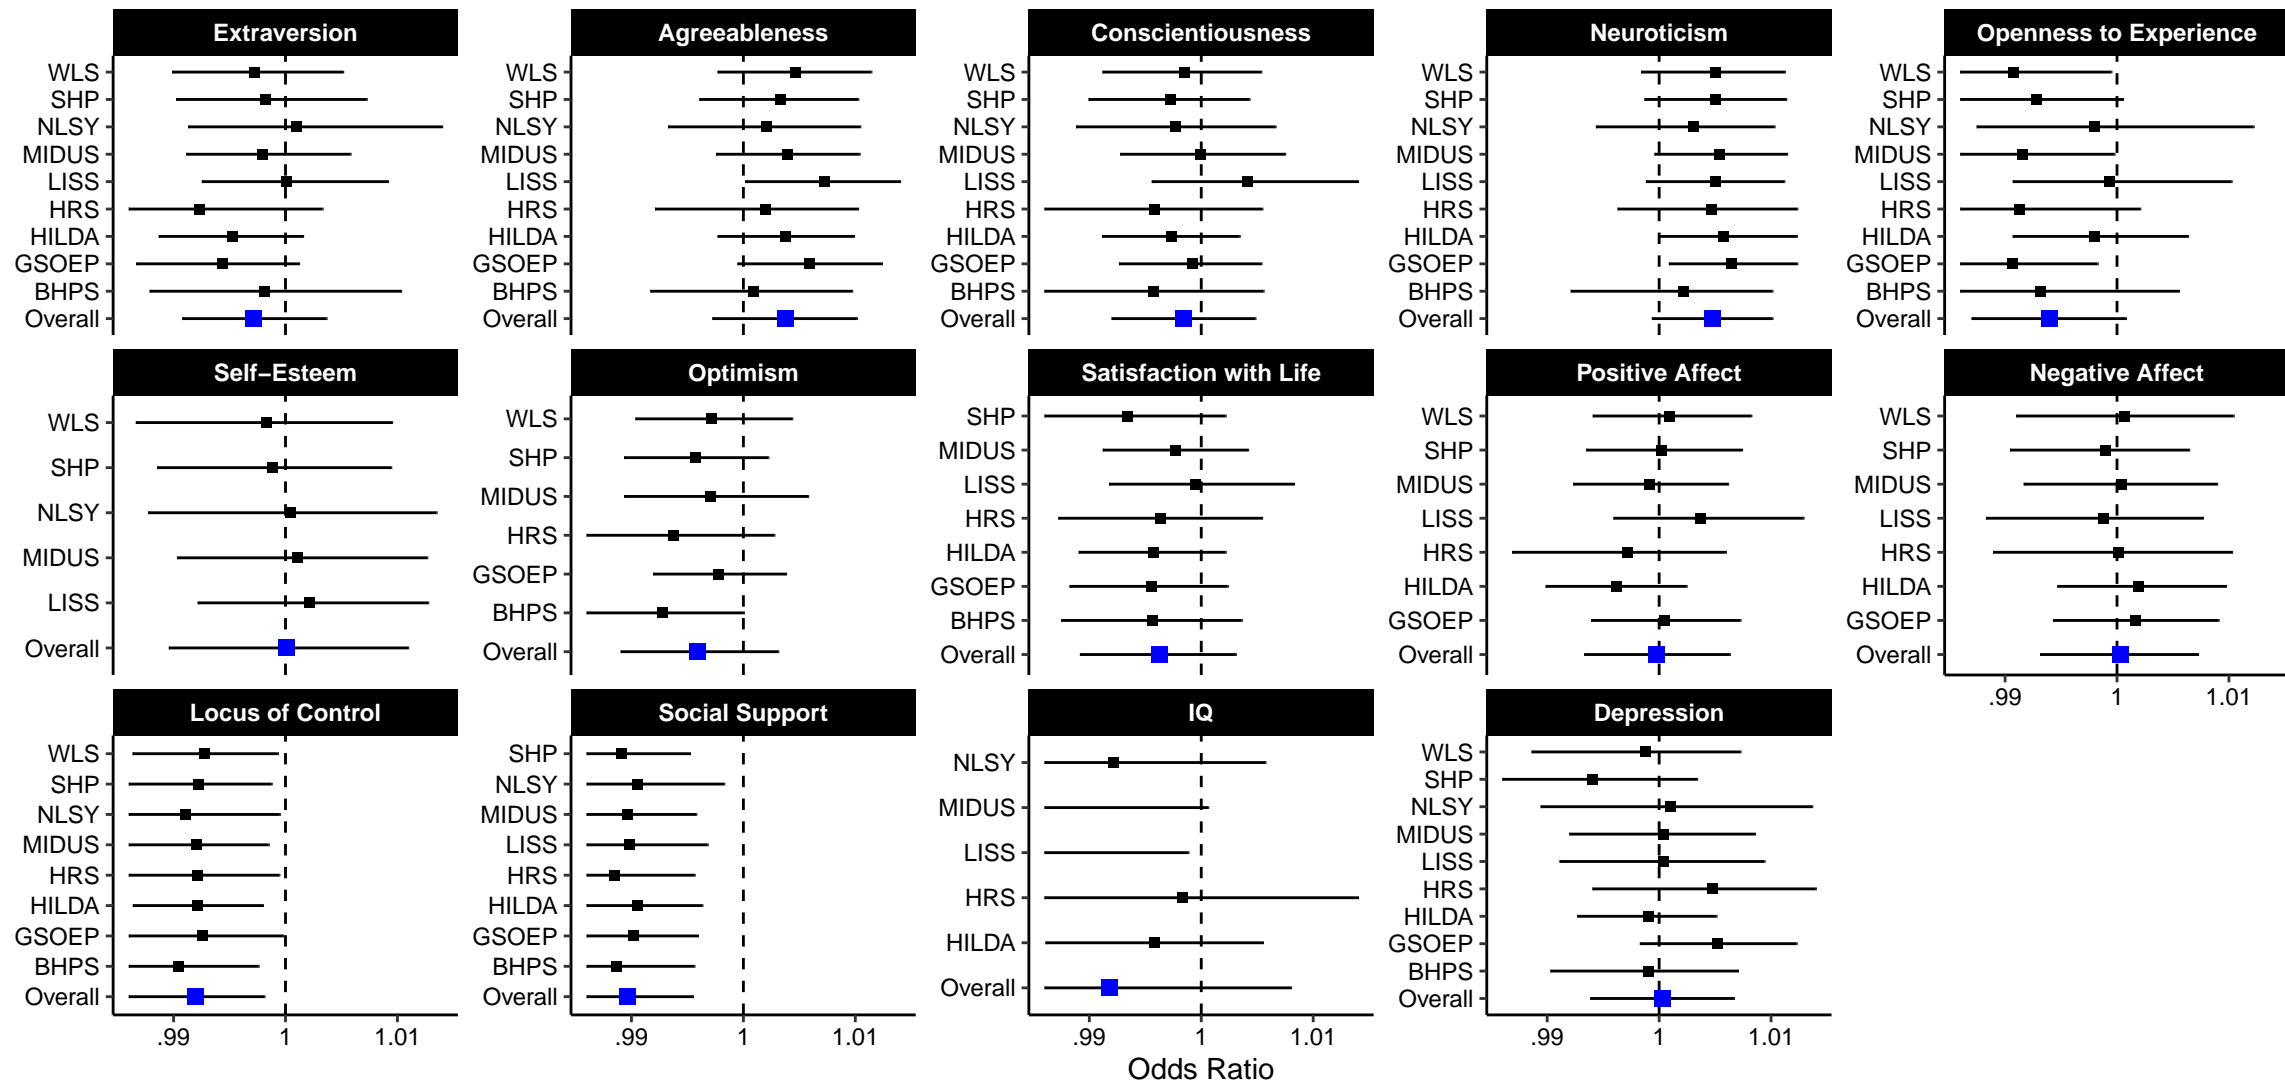 Extraversion
WLS
SHP
NLSY
MIDUS
LISS
HRS
HILDA
GSOEP
BHPS
Overall
Agreeableness
WLS
SHP
NLSY
MIDUS
LISS
HRS
HILDA
GSOEP
BHPS
Overall
Conscientiousness
WLS
SHP
NLSY
MIDUS
LISS
HRS
HILDA
GSOEP
BHPS
Overall
Neuroticism
WLS
SHP
NLSY
MIDUS
LISS
HRS
HILDA
GSOEP
BHPS
Overall
Openness to Experience
WLS
SHP
NLSY
MIDUS
LISS
HRS
HILDA
GSOEP
BHPS
Overall
Self−Esteem
WLS
SHP
NLSY
MIDUS
LISS
Overall
Optimism
WLS
SHP
MIDUS
HRS
GSOEP
BHPS
Overall
Satisfaction with Life
SHP
MIDUS
LISS
HRS
HILDA
GSOEP
BHPS
Overall
Positive Affect
WLS
SHP
MIDUS
LISS
HRS
HILDA
GSOEP
Overall
Negative Affect
WLS
SHP
MIDUS
LISS
HRS
HILDA
GSOEP
Overall
.99 1 1.01
Locus of Control
WLS
SHP
NLSY
MIDUS
HRS
HILDA
GSOEP
BHPS
Overall
.99 1 1.01
Social Support
SHP
NLSY
MIDUS
LISS
HRS
HILDA
GSOEP
BHPS
Overall
.99 1 1.01
IQ
NLSY
MIDUS
LISS
HRS
HILDA
Overall
.99 1 1.01
Depression
WLS
SHP
NLSY
MIDUS
LISS
HRS
HILDA
GSOEP
BHPS
Overall
.99 1 1.01
Odds Ratio